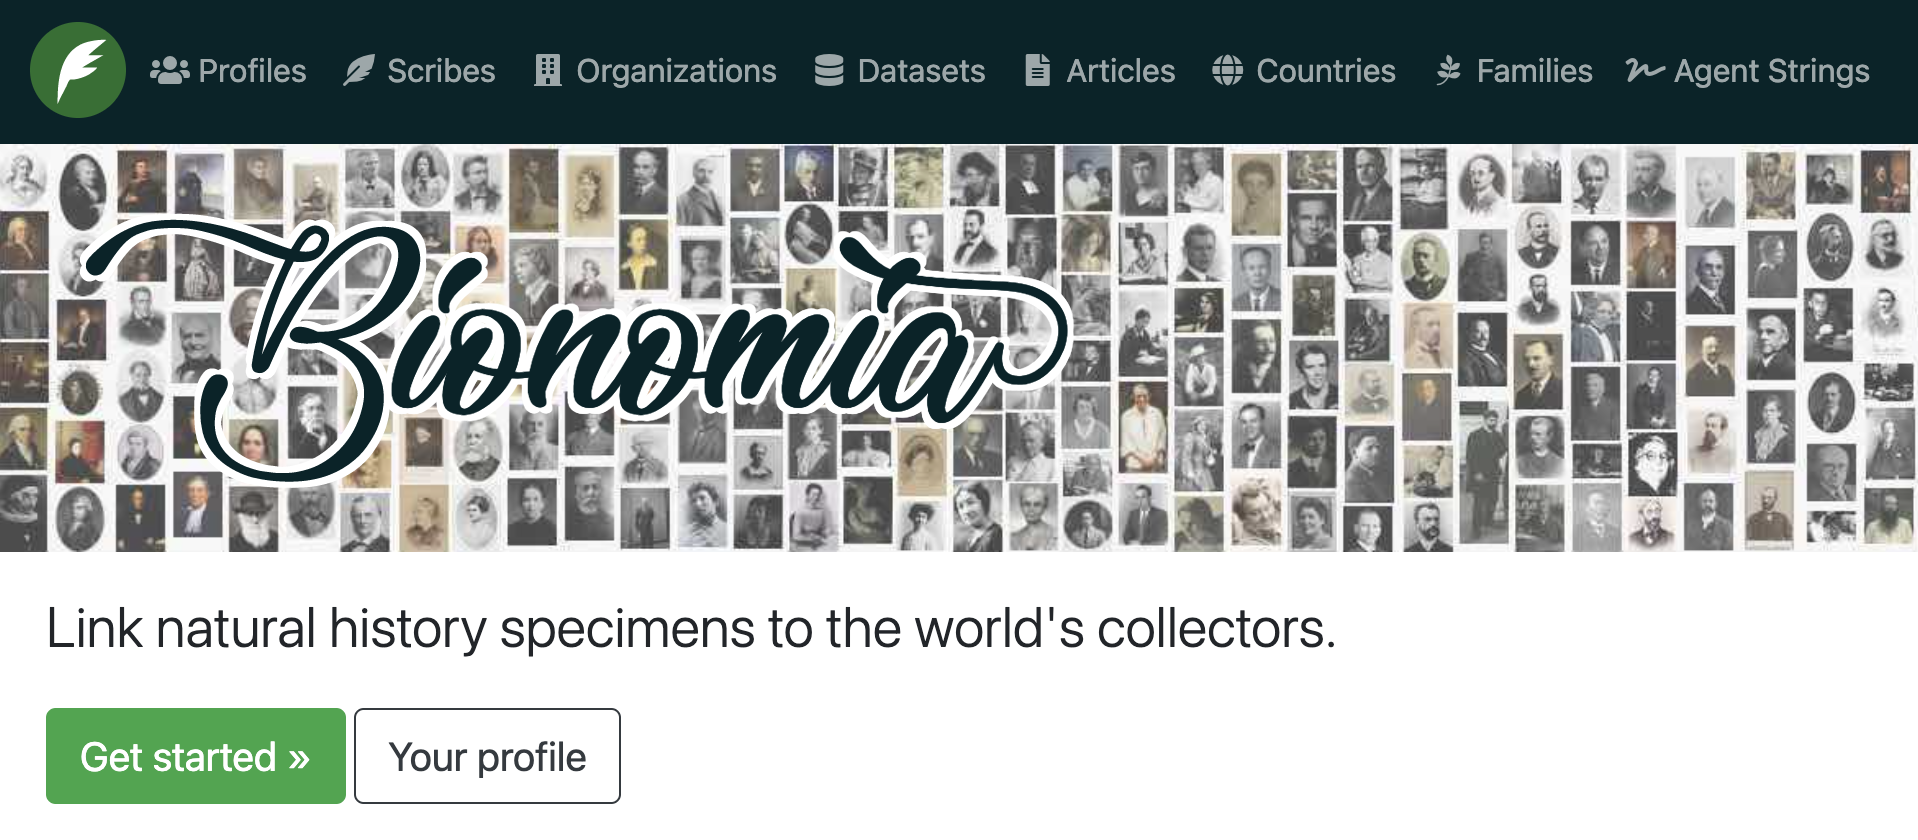 Profiles Scribes Organizations Datasets Articles Countries Families Agent Strings
Bionomia
Link natural history specimens to the world's collectors.
Get started » Your profile